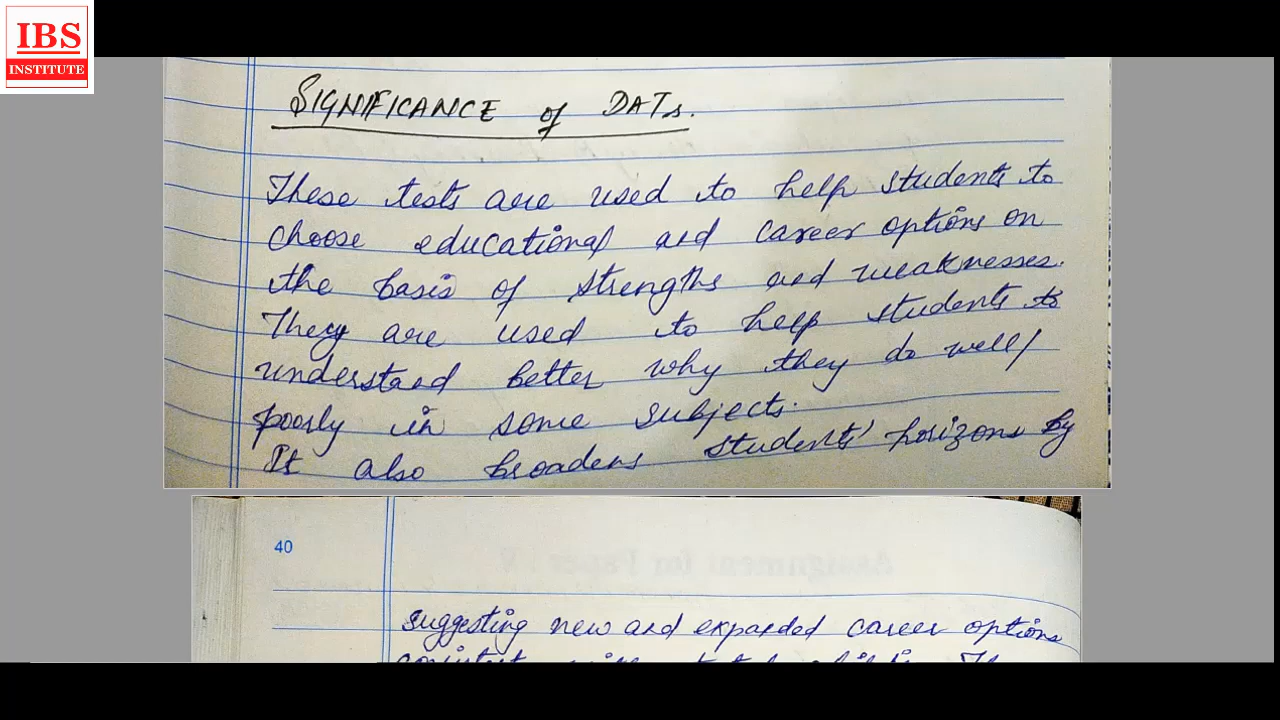 IBS
INSTITUTE
SIGNIFICANCE of DATs.
These tests are used to help students to
choose educational and career options on
the basis of strengths and weaknesses.
They are used to help students to
understand better why they do well/
poorly in some subjects.
It also broadens students' horizons by
40
suggesting new and expanded career options